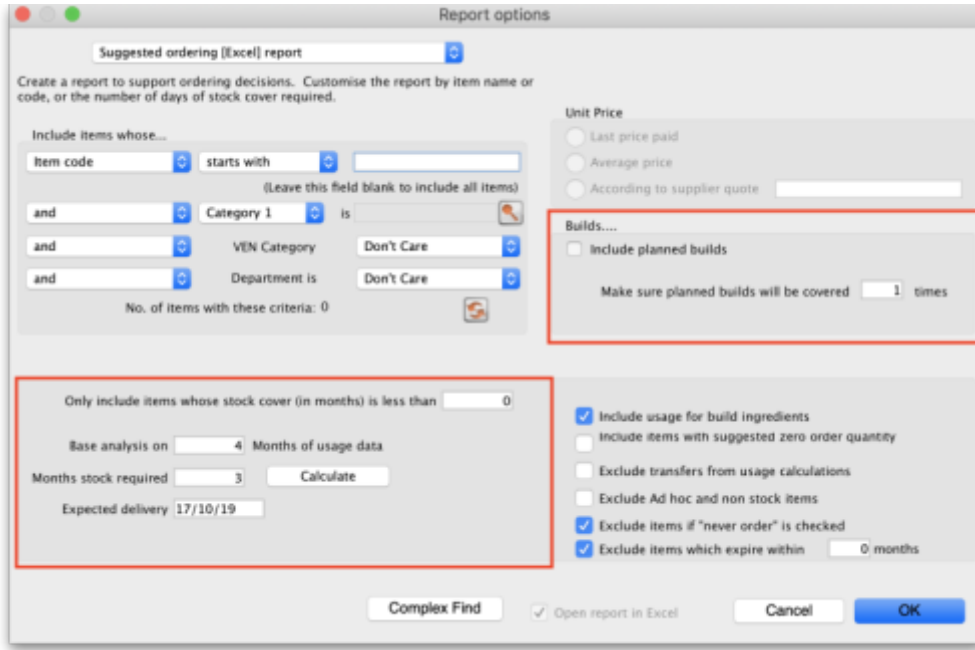 Report options
Suggested ordering [Excel] report
Create a report to support ordering decisions. Customise the report by item name or
code, or the number of days of stock cover required.
Include items whose...
Item code starts with
(Leave this field blank to include all items)
and Category 1 is
and VEN Category Don't Care
and Department is Don't Care
No. of items with these criteria: 0
Unit Price
Last price paid
Average price
According to supplier quote
Builds....
Include planned builds
Make sure planned builds will be covered 1 times
Only include items whose stock cover (in months) is less than 0
Base analysis on 4 Months of usage data
Months stock required 3 Calculate
Expected delivery 17/10/19
Include usage for build ingredients
Include items with suggested zero order quantity
Exclude transfers from usage calculations
Exclude Ad hoc and non stock items
Exclude items if "never order" is checked
Exclude items which expire within 0 months
Complex Find Open report in Excel Cancel OK